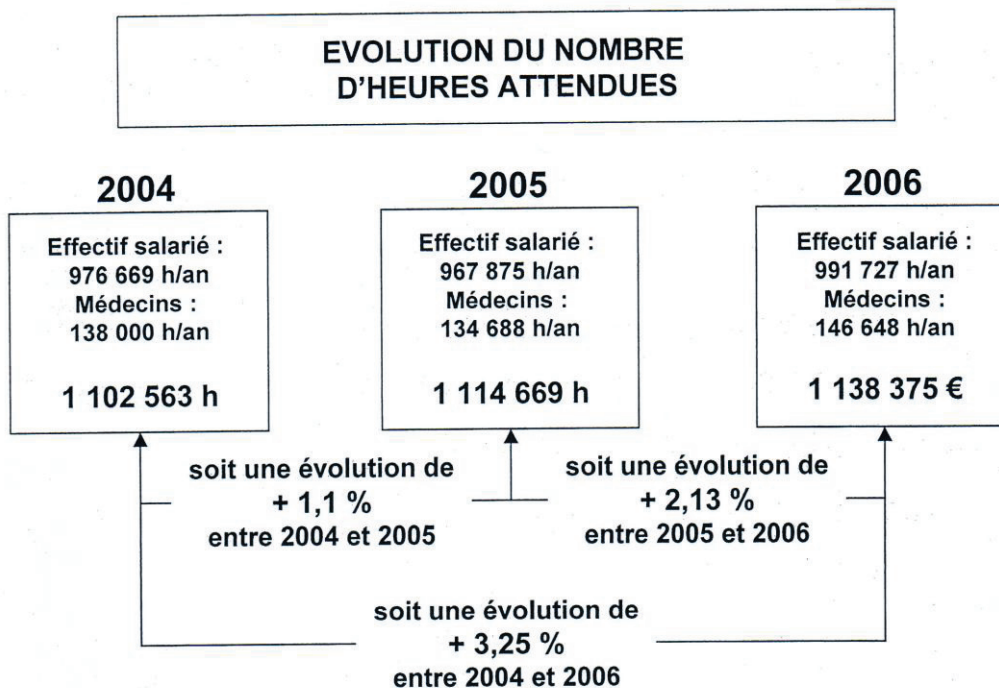 EVOLUTION DU NOMBRE
D'HEURES ATTENDUES
2004
Effectif salarié :
976 669 h/an
Médecins :
138 000 h/an
1 102 563 h
2005
Effectif salarié :
967 875 h/an
Médecins :
134 688 h/an
1 114 669 h
2006
Effectif salarié :
991 727 h/an
Médecins :
146 648 h/an
1 138 375 €
soit une évolution de
+ 1,1 %
entre 2004 et 2005
soit une évolution de
+ 2,13 %
entre 2005 et 2006
soit une évolution de
+ 3,25 %
entre 2004 et 2006